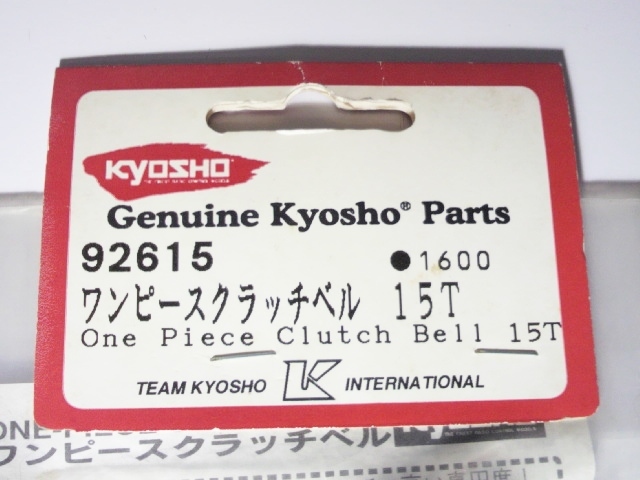 KYOSHO
Genuine Kyosho® Parts
92615 ●1600
ワンピースクラッチベル 15T
One Piece Clutch Bell 15T
TEAM KYOSHO K INTERNATIONAL
ワンピースクラッチベル